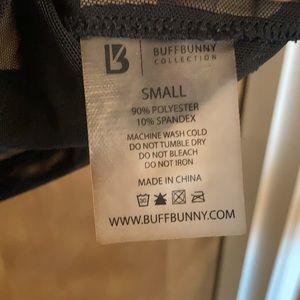 BUFFBUNNY
COLLECTION
SMALL
90% POLYESTER
10% SPANDEX
MACHINE WASH COLD
DO NOT TUMBLE DRY
DO NOT BLEACH
DO NOT IRON
MADE IN CHINA
WWW.BUFFBUNNY.COM